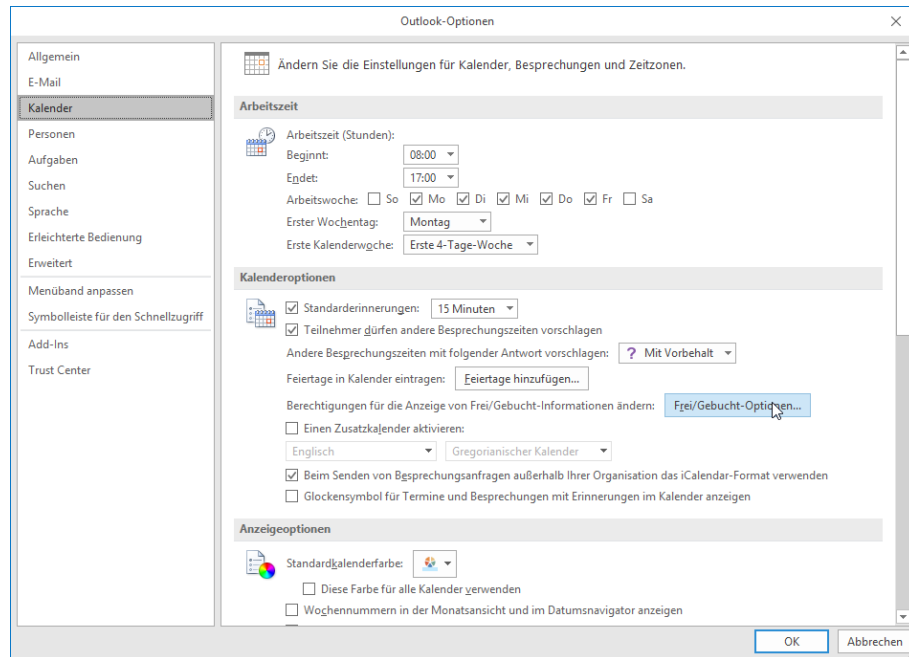 Outlook-Optionen
Allgemein
E-Mail
Kalender
Personen
Aufgaben
Suchen
Sprache
Erleichterte Bedienung
Erweitert
Menüband anpassen
Symbolleiste für den Schnellzugriff
Add-Ins
Trust Center
Ändern Sie die Einstellungen für Kalender, Besprechungen und Zeitzonen.
Arbeitszeit
Arbeitszeit (Stunden):
Beginnt: 08:00
Endet: 17:00
Arbeitswoche: So Mo Di Mi Do Fr Sa
Erster Wochentag: Montag
Erste Kalenderwoche: Erste 4-Tage-Woche
Kalenderoptionen
Standarderinnerungen: 15 Minuten
Teilnehmer dürfen andere Besprechungszeiten vorschlagen
Andere Besprechungszeiten mit folgender Antwort vorschlagen: ? Mit Vorbehalt
Feiertage in Kalender eintragen: Feiertage hinzufügen...
Berechtigungen für die Anzeige von Frei/Gebucht-Informationen ändern: Frei/Gebucht-Optionen...
Einen Zusatzkalender aktivieren:
Englisch Gregorianischer Kalender
Beim Senden von Besprechungsanfragen außerhalb Ihrer Organisation das iCalendar-Format verwenden
Glockensymbol für Termine und Besprechungen mit Erinnerungen im Kalender anzeigen
Anzeigeoptionen
Standardkalenderfarbe:
Diese Farbe für alle Kalender verwenden
Wochennummern in der Monatsansicht und im Datumsnavigator anzeigen
OK Abbrechen